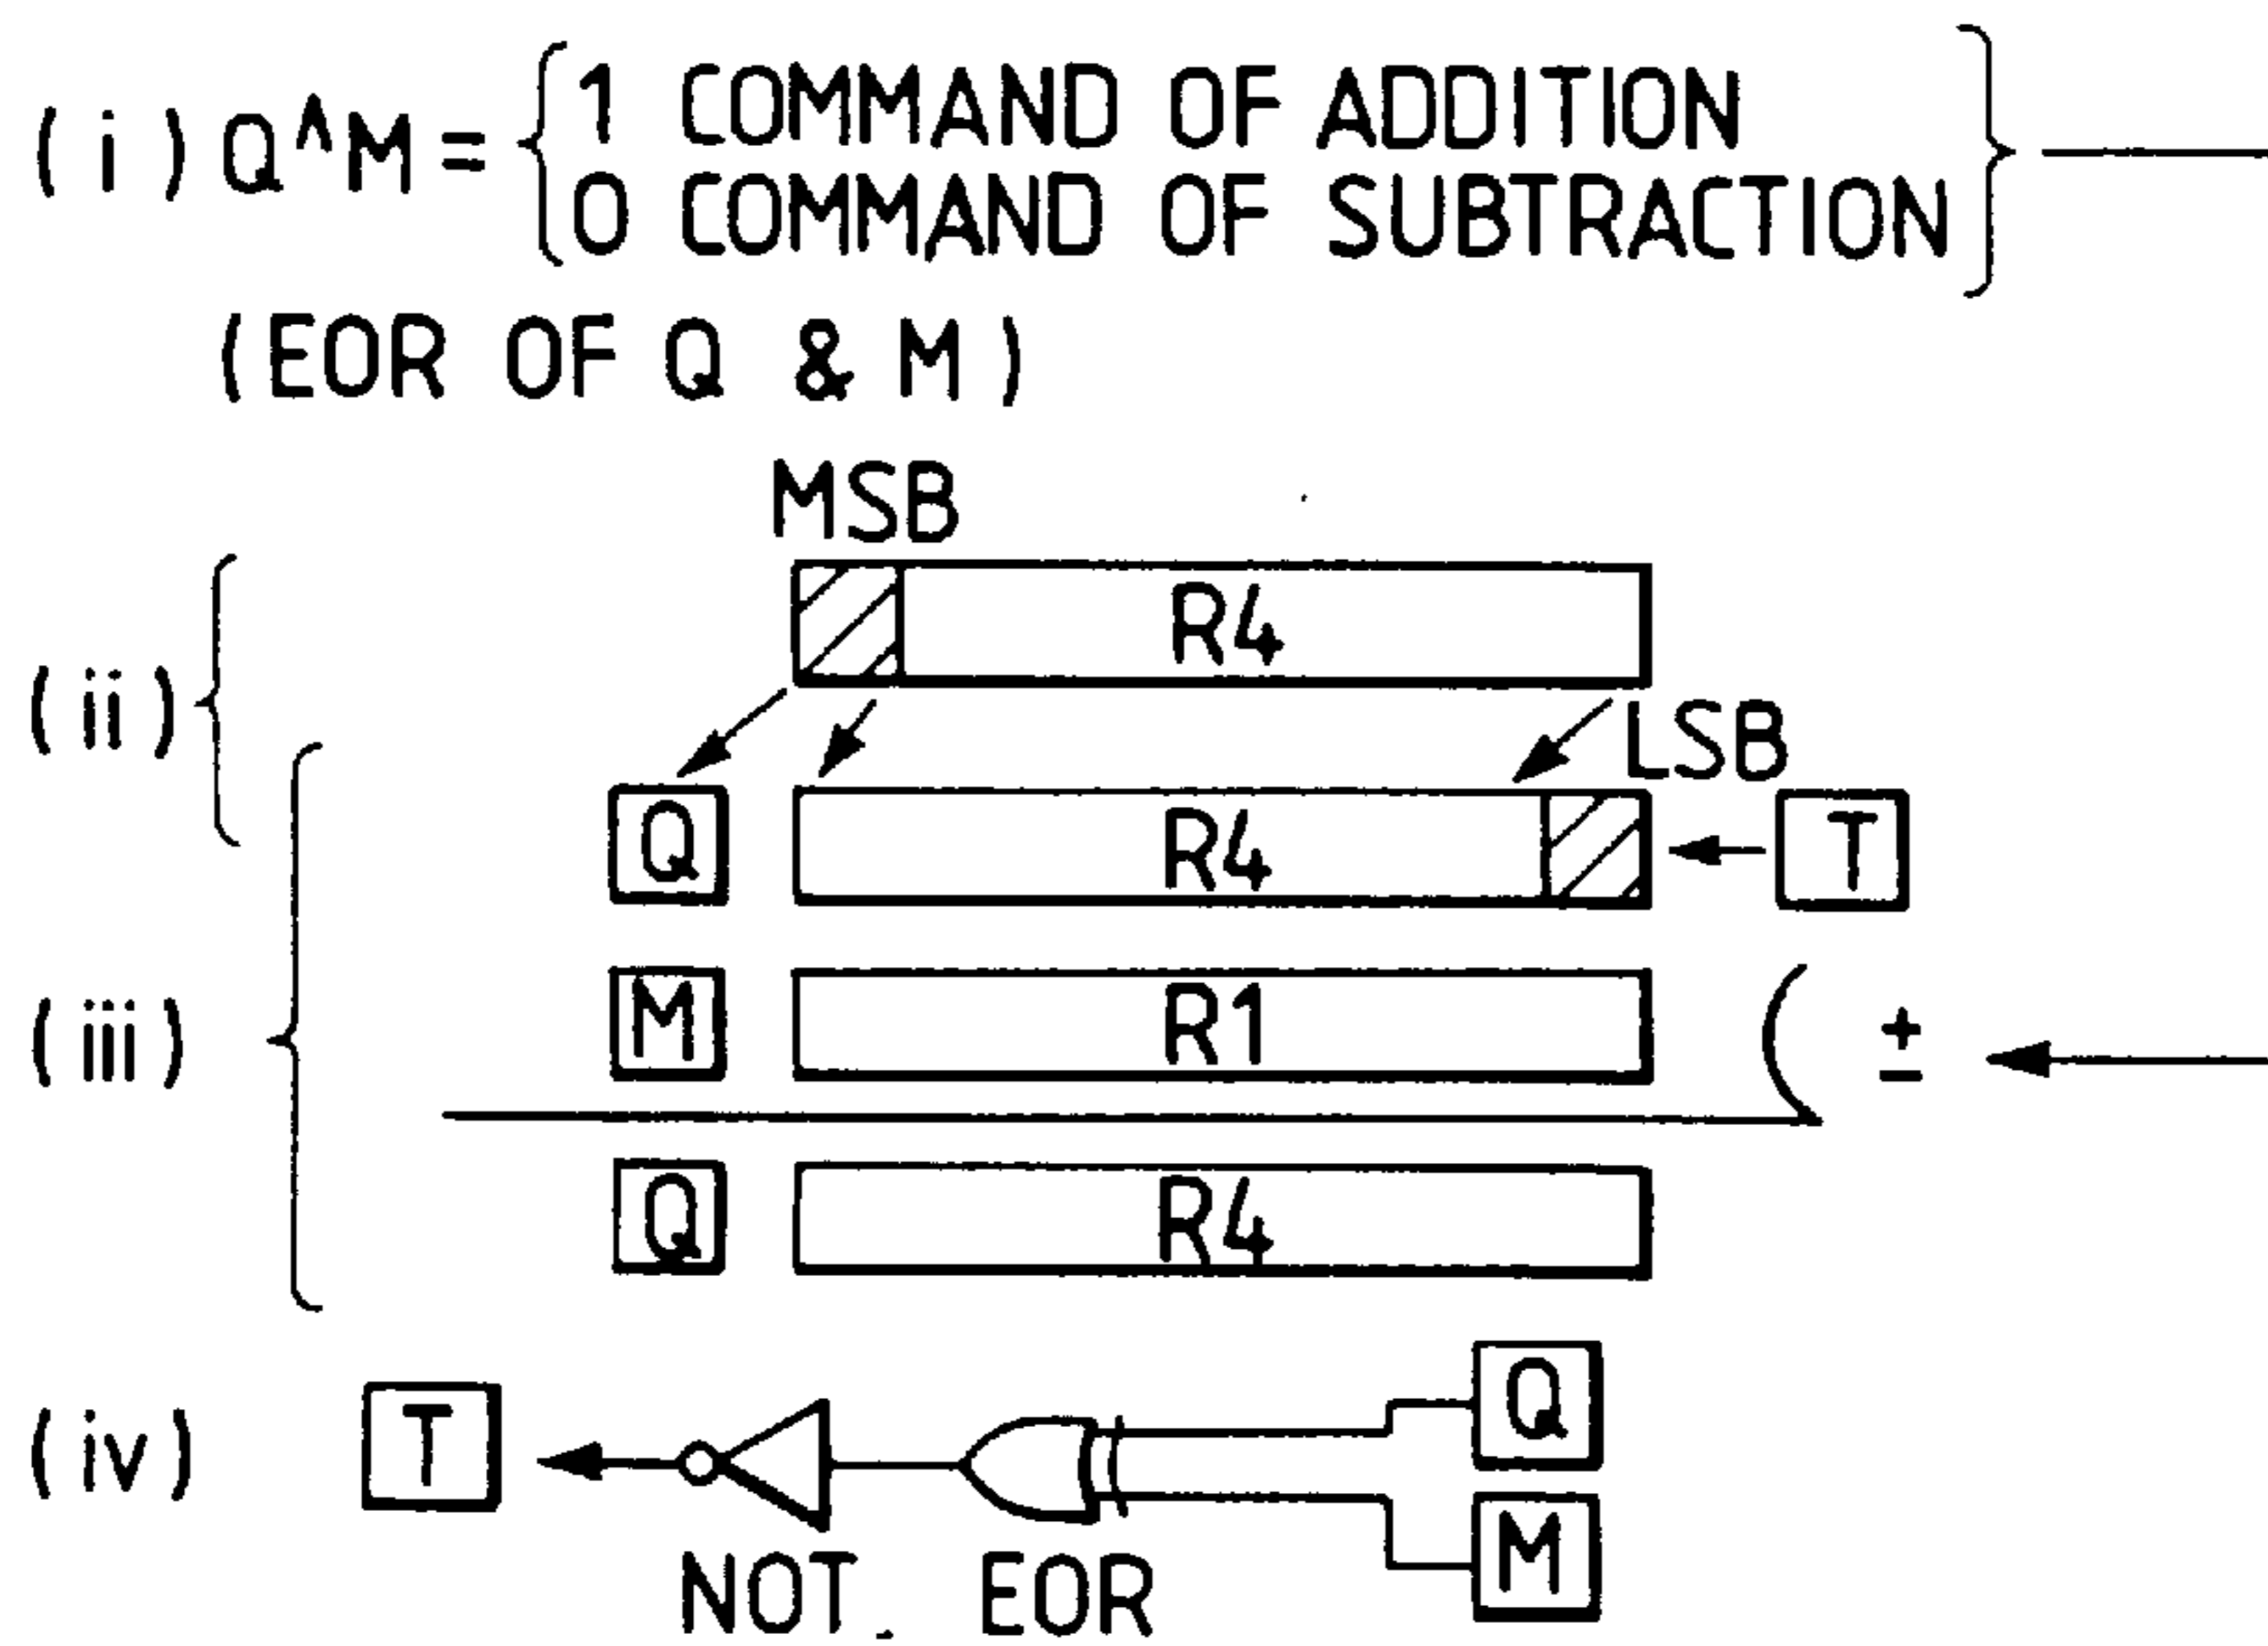 (i) Q^M = { 1 COMMAND OF ADDITION
0 COMMAND OF SUBTRACTION }
(EOR OF Q & M)
MSB
(ii) R4
LSB
Q R4 T
(iii) M R1 ( ±
Q R4
(iv) T Q
M
NOT. EOR